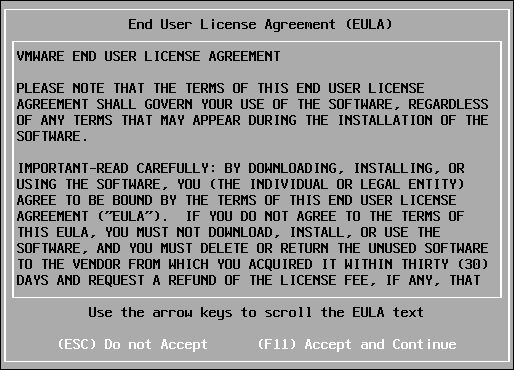 End User License Agreement (EULA)
VMWARE END USER LICENSE AGREEMENT
PLEASE NOTE THAT THE TERMS OF THIS END USER LICENSE
AGREEMENT SHALL GOVERN YOUR USE OF THE SOFTWARE, REGARDLESS
OF ANY TERMS THAT MAY APPEAR DURING THE INSTALLATION OF THE
SOFTWARE.
IMPORTANT-READ CAREFULLY: BY DOWNLOADING, INSTALLING, OR
USING THE SOFTWARE, YOU (THE INDIVIDUAL OR LEGAL ENTITY)
AGREE TO BE BOUND BY THE TERMS OF THIS END USER LICENSE
AGREEMENT ("EULA").  IF YOU DO NOT AGREE TO THE TERMS OF
THIS EULA, YOU MUST NOT DOWNLOAD, INSTALL, OR USE THE
SOFTWARE, AND YOU MUST DELETE OR RETURN THE UNUSED SOFTWARE
TO THE VENDOR FROM WHICH YOU ACQUIRED IT WITHIN THIRTY (30)
DAYS AND REQUEST A REFUND OF THE LICENSE FEE, IF ANY, THAT
Use the arrow keys to scroll the EULA text
(ESC) Do not Accept (F11) Accept and Continue